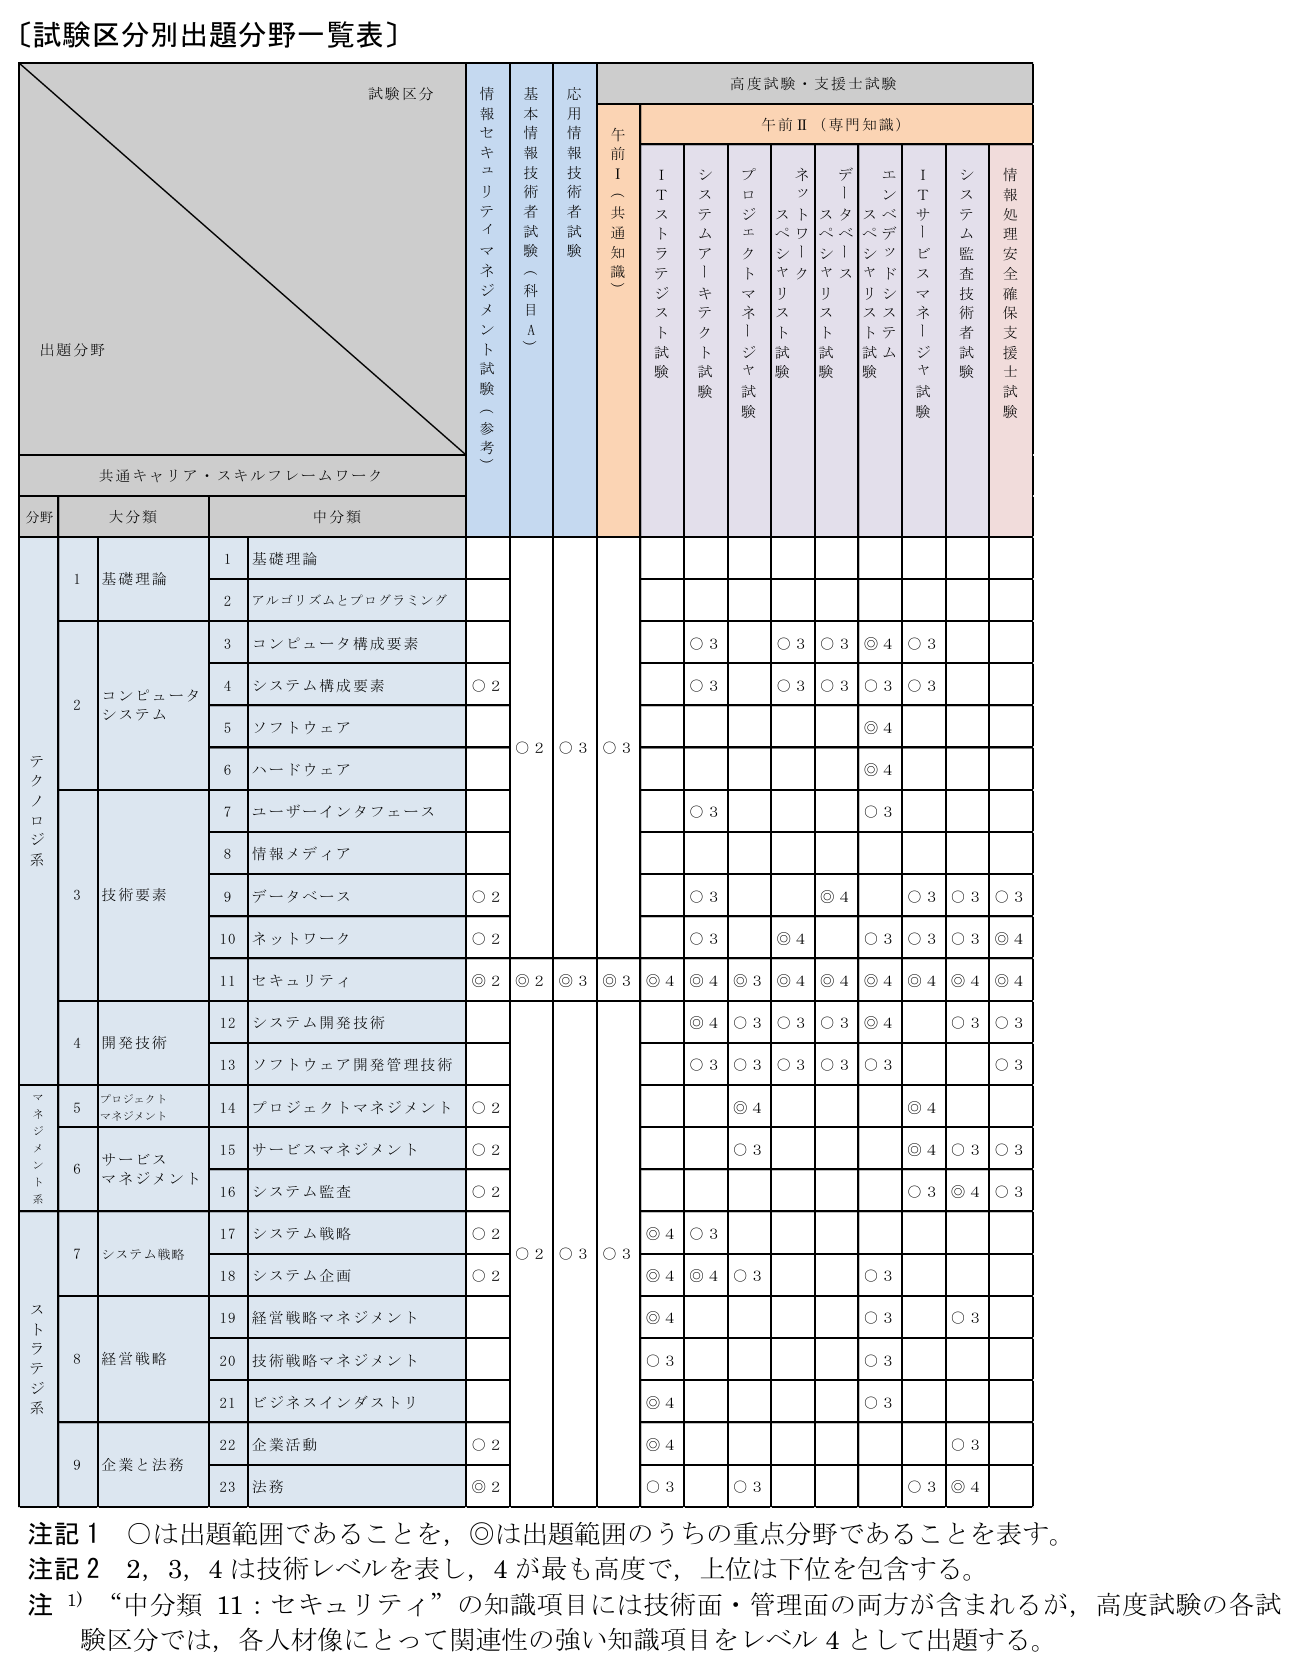 〔試験区分別出題分野一覧表〕
試験区分
出題分野
共通キャリア・スキルフレームワーク
分野 大分類 中分類
情報セキュリティマネジメント試験（参考）
基本情報技術者試験（科目A）
応用情報技術者試験
高度試験・支援士試験
午前Ⅰ（共通知識）
午前Ⅱ（専門知識）
ITストラテジスト試験
システムアーキテクト試験
プロジェクトマネージャ試験
ネットワーク
スペシャリスト試験
データベース
スペシャリスト試験
エンベデッドシステム
スペシャリスト試験
ITサービスマネージャ試験
システム監査技術者試験
情報処理安全確保支援士試験
テクノロジ系
1 基礎理論
1 基礎理論
2 アルゴリズムとプログラミング
2 コンピュータ
システム
3 コンピュータ構成要素 ○3 ○3 ○3 ◎4 ○3
4 システム構成要素 ○2 ○3 ○3 ○3 ○3 ○3
5 ソフトウェア ◎4
○2 ○3 ○3
6 ハードウェア ◎4
3 技術要素
7 ユーザーインタフェース ○3 ○3
8 情報メディア
9 データベース ○2 ○3 ◎4 ○3 ○3 ○3
10 ネットワーク ○2 ○3 ◎4 ○3 ○3 ○3 ◎4
11 セキュリティ ◎2 ◎2 ◎3 ◎3 ◎4 ◎4 ◎3 ◎4 ◎4 ◎4 ◎4 ◎4 ◎4
4 開発技術
12 システム開発技術 ◎4 ○3 ○3 ○3 ◎4 ○3 ○3
13 ソフトウェア開発管理技術 ○3 ○3 ○3 ○3 ○3 ○3
マネジメント系
5 プロジェクト
マネジメント
14 プロジェクトマネジメント ○2 ◎4 ◎4
6 サービス
マネジメント
15 サービスマネジメント ○2 ○3 ◎4 ○3 ○3
16 システム監査 ○2 ○3 ◎4 ○3
ストラテジ系
7 システム戦略
17 システム戦略 ○2 ◎4 ○3
○2 ○3 ○3
18 システム企画 ○2 ◎4 ◎4 ○3 ○3
8 経営戦略
19 経営戦略マネジメント ◎4 ○3 ○3
20 技術戦略マネジメント ○3 ○3
21 ビジネスインダストリ ◎4 ○3
9 企業と法務
22 企業活動 ○2 ◎4 ○3
23 法務 ◎2 ○3 ○3 ○3 ◎4
注記1 ○は出題範囲であることを，◎は出題範囲のうちの重点分野であることを表す。
注記2 2，3，4は技術レベルを表し，4が最も高度で，上位は下位を包含する。
注 1) “中分類 11：セキュリティ”の知識項目には技術面・管理面の両方が含まれるが，高度試験の各試
験区分では，各人材像にとって関連性の強い知識項目をレベル4として出題する。